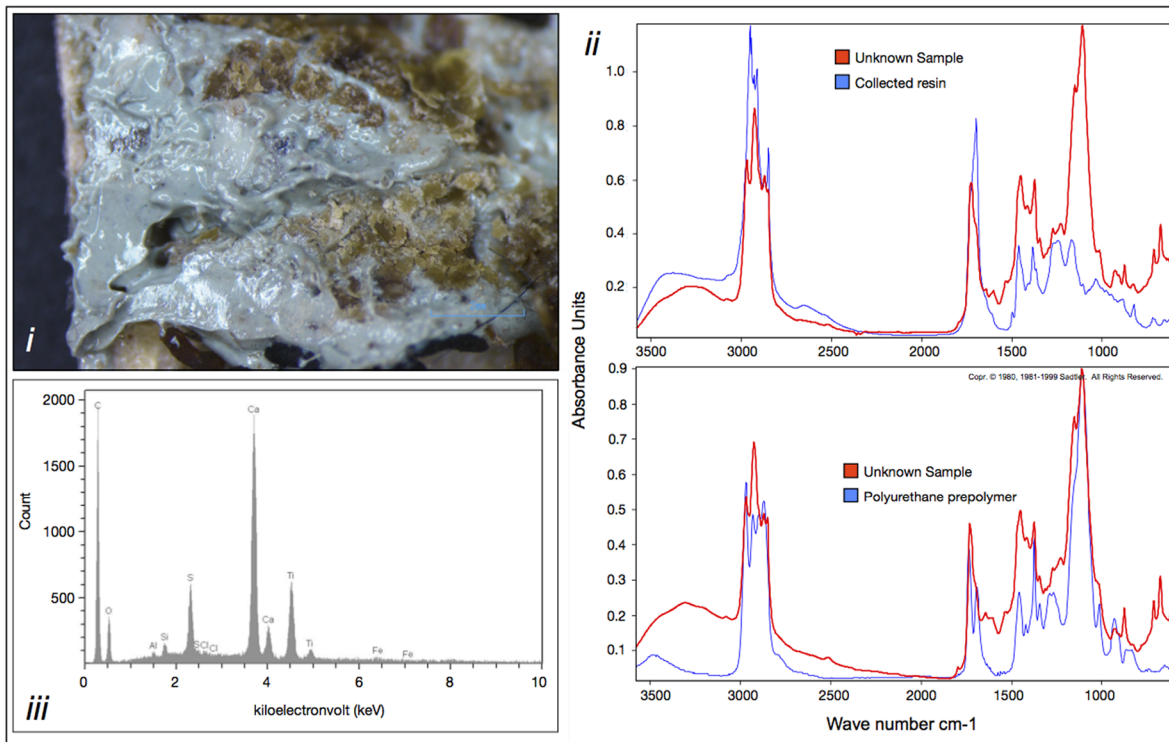 i
ii
Unknown Sample
Collected resin
1.0
0.8
0.6
0.4
0.2
3500 3000 2500 2000 1500 1000
Absorbance Units
0.9
Copr. © 1980, 1981-1999 Sadtler. All Rights Reserved.
0.8
0.7
0.6
Unknown Sample
Polyurethane prepolymer
0.5
0.4
0.3
0.2
0.1
3500 3000 2500 2000 1500 1000
Wave number cm-1
2000
1500
1000
500
Count
C
O
Al
Si
S
S
Cl
Cl
Ca
Ca
Ti
Ti
Fe
Fe
0 2 4 6 8 10
kiloelectronvolt (keV)
iii